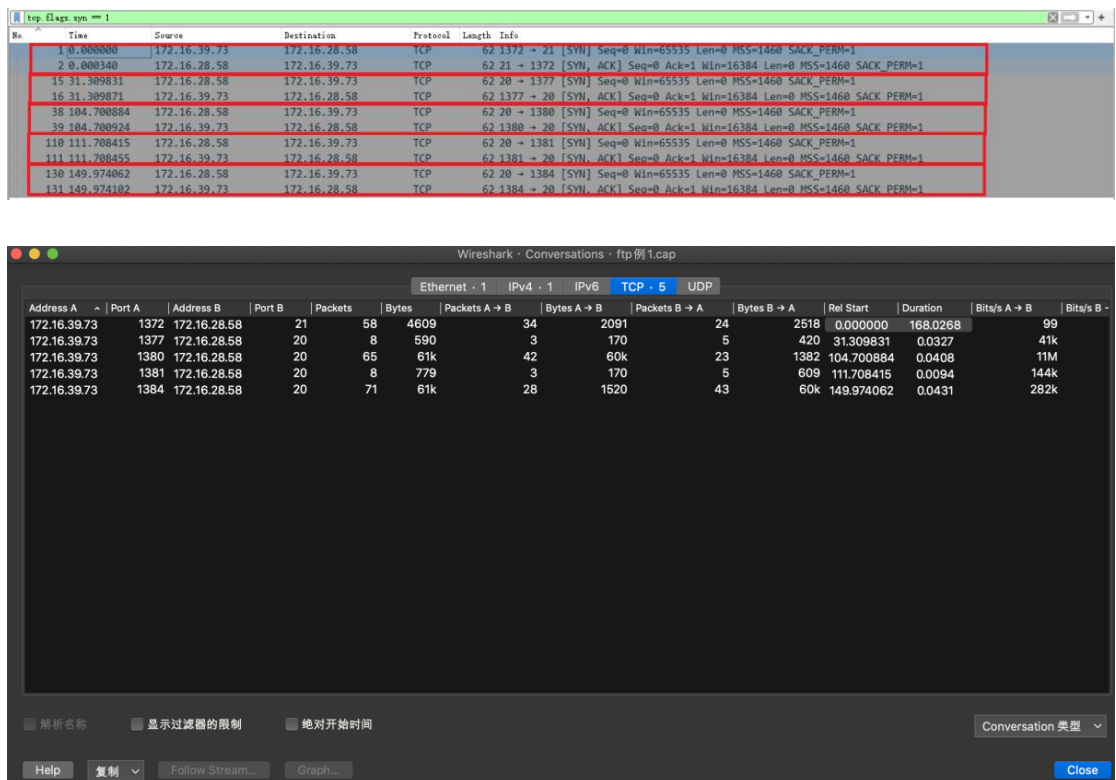 tcp.flags.syn == 1
No. Time Source Destination Protocol Length Info
1 0.000000 172.16.39.73 172.16.28.58 TCP 62 1372 → 21 [SYN] Seq=0 Win=65535 Len=0 MSS=1460 SACK_PERM=1
2 0.000340 172.16.28.58 172.16.39.73 TCP 62 21 → 1372 [SYN, ACK] Seq=0 Ack=1 Win=16384 Len=0 MSS=1460 SACK_PERM=1
15 31.309831 172.16.28.58 172.16.39.73 TCP 62 20 → 1377 [SYN] Seq=0 Win=65535 Len=0 MSS=1460 SACK_PERM=1
16 31.309871 172.16.39.73 172.16.28.58 TCP 62 1377 → 20 [SYN, ACK] Seq=0 Ack=1 Win=16384 Len=0 MSS=1460 SACK_PERM=1
38 104.700884 172.16.28.58 172.16.39.73 TCP 62 20 → 1380 [SYN] Seq=0 Win=65535 Len=0 MSS=1460 SACK_PERM=1
39 104.700924 172.16.39.73 172.16.28.58 TCP 62 1380 → 20 [SYN, ACK] Seq=0 Ack=1 Win=16384 Len=0 MSS=1460 SACK_PERM=1
110 111.708415 172.16.28.58 172.16.39.73 TCP 62 20 → 1381 [SYN] Seq=0 Win=65535 Len=0 MSS=1460 SACK_PERM=1
111 111.708455 172.16.39.73 172.16.28.58 TCP 62 1381 → 20 [SYN, ACK] Seq=0 Ack=1 Win=16384 Len=0 MSS=1460 SACK_PERM=1
130 149.974062 172.16.28.58 172.16.39.73 TCP 62 20 → 1384 [SYN] Seq=0 Win=65535 Len=0 MSS=1460 SACK_PERM=1
131 149.974102 172.16.39.73 172.16.28.58 TCP 62 1384 → 20 [SYN, ACK] Seq=0 Ack=1 Win=16384 Len=0 MSS=1460 SACK_PERM=1
Wireshark · Conversations · ftp例1.cap
Ethernet · 1 IPv4 · 1 IPv6 TCP · 5 UDP
Address A Port A Address B Port B Packets Bytes Packets A → B Bytes A → B Packets B → A Bytes B → A Rel Start Duration Bits/s A → B Bits/s B
172.16.39.73 1372 172.16.28.58 21 58 4609 34 2091 24 2518 0.000000 168.0268 99
172.16.39.73 1377 172.16.28.58 20 8 590 3 170 5 420 31.309831 0.0327 41k
172.16.39.73 1380 172.16.28.58 20 65 61k 42 60k 23 1382 104.700884 0.0408 11M
172.16.39.73 1381 172.16.28.58 20 8 779 3 170 5 609 111.708415 0.0094 144k
172.16.39.73 1384 172.16.28.58 20 71 61k 28 1520 43 60k 149.974062 0.0431 282k
解析名称 显示过滤器的限制 绝对开始时间 Conversation 类型
Help 复制 Follow Stream... Graph... Close